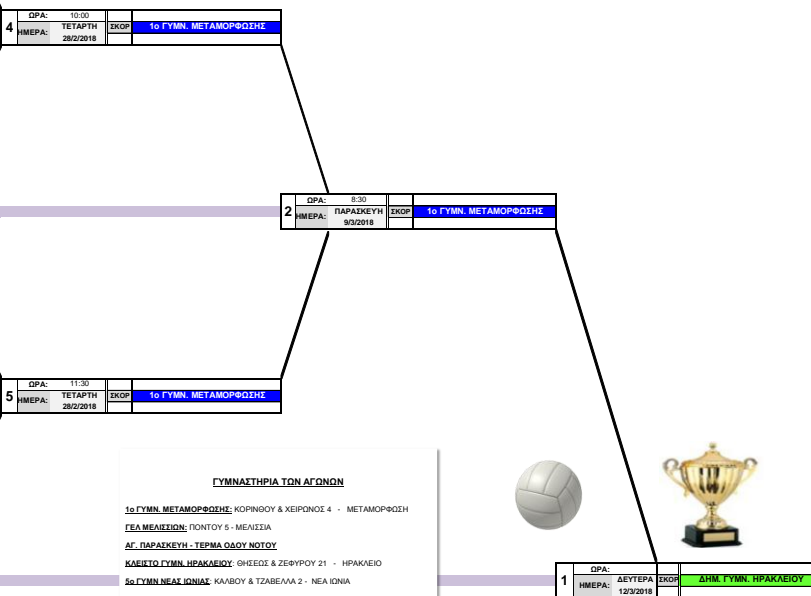 4 ΩΡΑ: 10:00
ΗΜΕΡΑ: ΤΕΤΑΡΤΗ ΣΚΟΡ 1ο ΓΥΜΝ. ΜΕΤΑΜΟΡΦΩΣΗΣ
28/2/2018
2 ΩΡΑ: 8:30
ΗΜΕΡΑ: ΠΑΡΑΣΚΕΥΗ ΣΚΟΡ 1ο ΓΥΜΝ. ΜΕΤΑΜΟΡΦΩΣΗΣ
9/3/2018
5 ΩΡΑ: 11:30
ΗΜΕΡΑ: ΤΕΤΑΡΤΗ ΣΚΟΡ 1ο ΓΥΜΝ. ΜΕΤΑΜΟΡΦΩΣΗΣ
28/2/2018
ΓΥΜΝΑΣΤΗΡΙΑ ΤΩΝ ΑΓΩΝΩΝ
1ο ΓΥΜΝ. ΜΕΤΑΜΟΡΦΩΣΗΣ: ΚΟΡΙΝΘΟΥ & ΧΕΙΡΩΝΟΣ 4 - ΜΕΤΑΜΟΡΦΩΣΗ
ΓΕΛ ΜΕΛΙΣΣΙΩΝ: ΠΟΝΤΟΥ 5 - ΜΕΛΙΣΣΙΑ
ΑΓ. ΠΑΡΑΣΚΕΥΗ - ΤΕΡΜΑ ΟΔΟΥ ΝΟΤΟΥ
ΚΛΕΙΣΤΟ ΓΥΜΝ. ΗΡΑΚΛΕΙΟΥ: ΘΗΣΕΩΣ & ΖΕΦΥΡΟΥ 21 - ΗΡΑΚΛΕΙΟ
5ο ΓΥΜΝ ΝΕΑΣ ΙΩΝΙΑΣ: ΚΑΛΒΟΥ & ΤΖΑΒΕΛΛΑ 2 - ΝΕΑ ΙΩΝΙΑ
1 ΩΡΑ:
ΗΜΕΡΑ: ΔΕΥΤΕΡΑ ΣΚΟΡ ΔΗΜ. ΓΥΜΝ. ΗΡΑΚΛΕΙΟΥ
12/3/2018